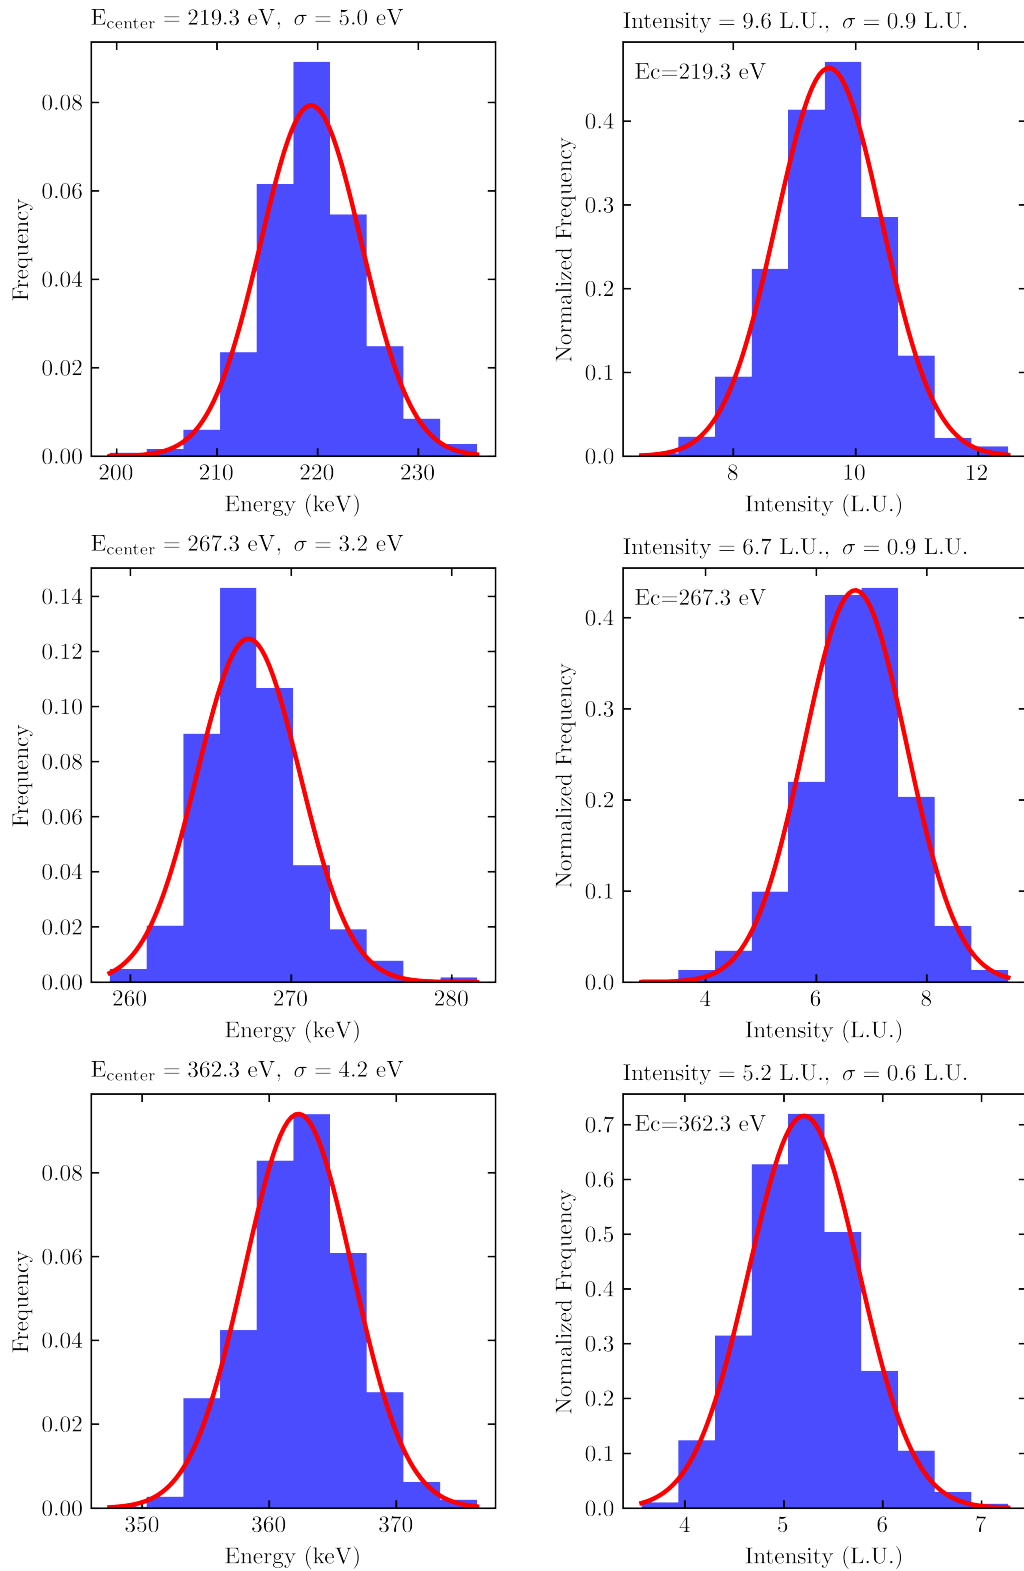 E_center = 219.3 eV, σ = 5.0 eV
0.08
0.06
0.04
0.02
0.00
Frequency
200 210 220 230
Energy (keV)
Intensity = 9.6 L.U., σ = 0.9 L.U.
Ec=219.3 eV
0.4
0.3
0.2
0.1
0.0
Normalized Frequency
8 10 12
Intensity (L.U.)
E_center = 267.3 eV, σ = 3.2 eV
0.14
0.12
0.10
0.08
0.06
0.04
0.02
0.00
Frequency
260 270 280
Energy (keV)
Intensity = 6.7 L.U., σ = 0.9 L.U.
Ec=267.3 eV
0.4
0.3
0.2
0.1
0.0
Normalized Frequency
4 6 8
Intensity (L.U.)
E_center = 362.3 eV, σ = 4.2 eV
0.08
0.06
0.04
0.02
0.00
Frequency
350 360 370
Energy (keV)
Intensity = 5.2 L.U., σ = 0.6 L.U.
Ec=362.3 eV
0.7
0.6
0.5
0.4
0.3
0.2
0.1
0.0
Normalized Frequency
4 5 6 7
Intensity (L.U.)